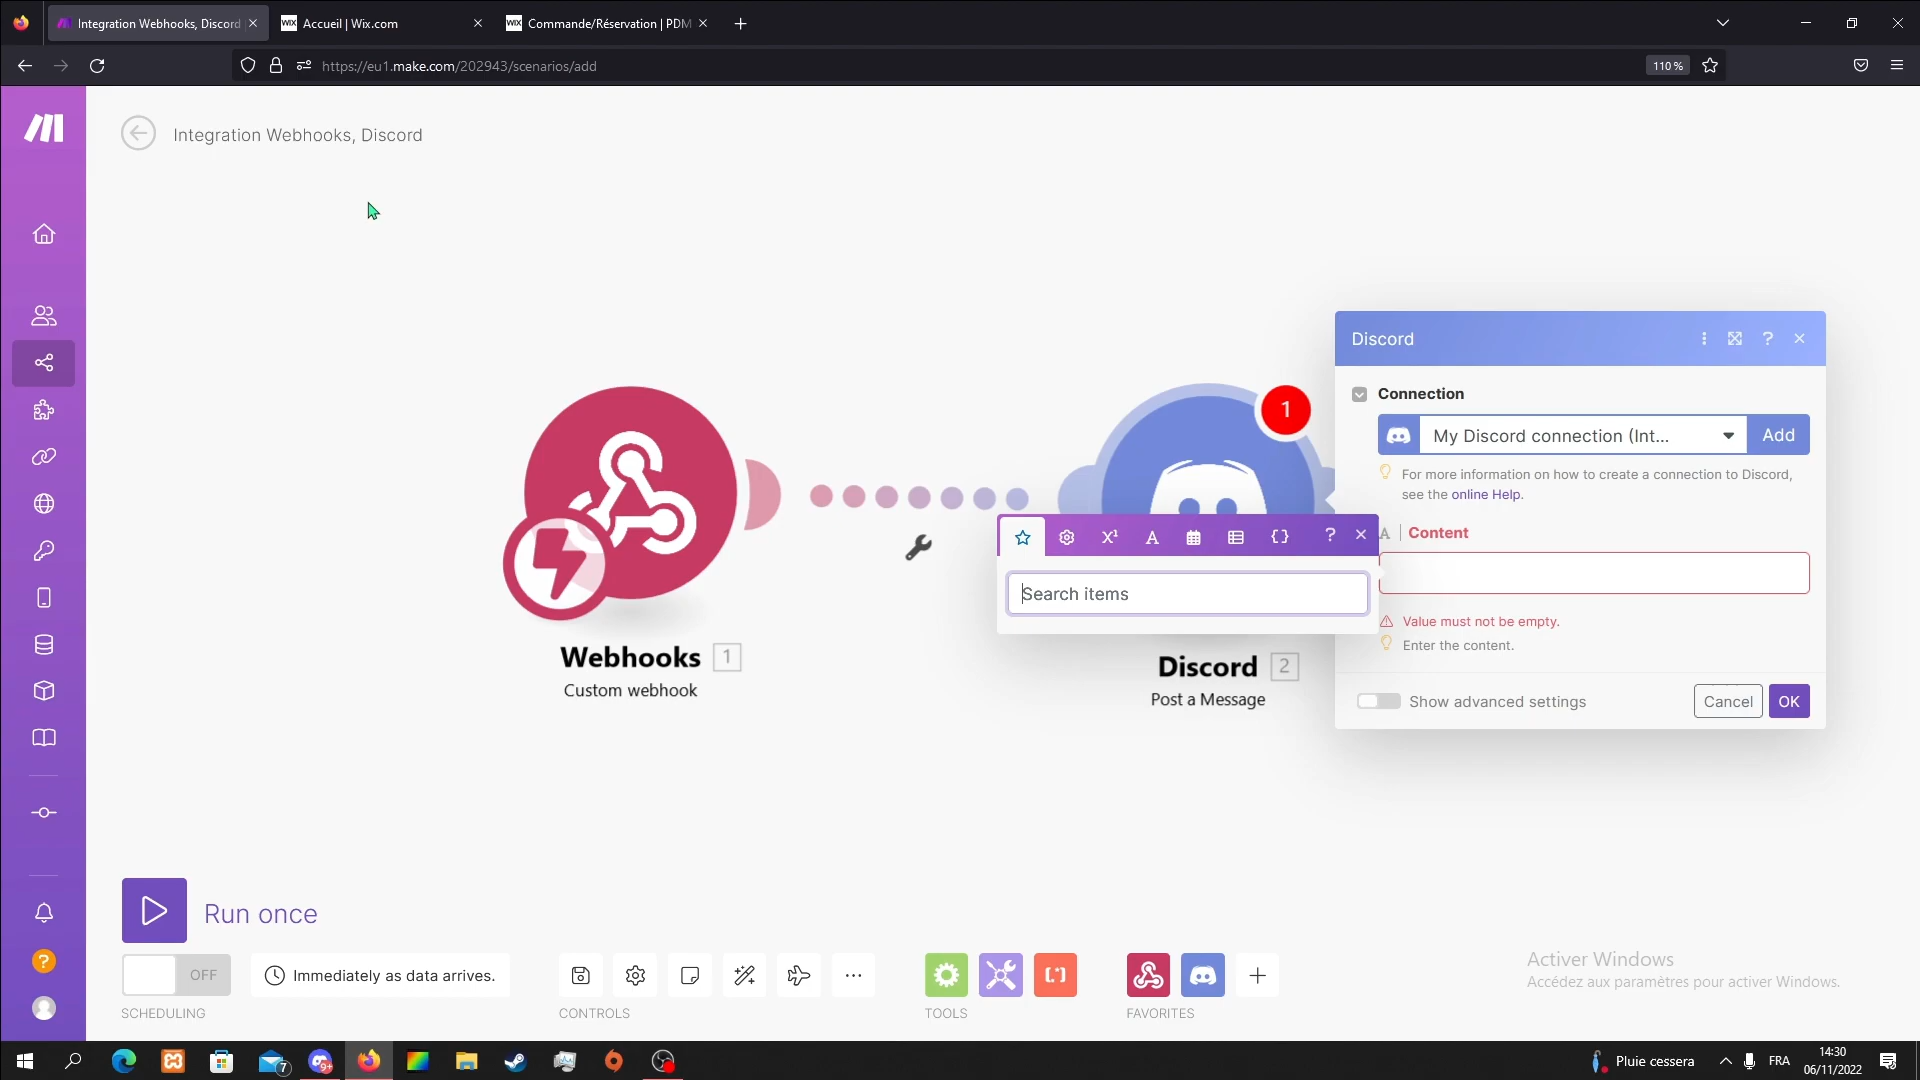 Integration Webhooks, Discord
Accueil | Wix.com
Commande/Réservation | PDM
https://eu1.make.com/202943/scenarios/add
110 %
Integration Webhooks, Discord
Discord
?
Connection
My Discord connection (Int...
Add
For more information on how to create a connection to Discord,
see the online Help.
A
Content
Value must not be empty.
Enter the content.
Show advanced settings
Cancel
OK
1
X¹
A
{}
?
Search items
Webhooks
1
Custom webhook
Discord
2
Post a Message
Run once
OFF
Immediately as data arrives.
SCHEDULING
CONTROLS
TOOLS
FAVORITES
Activer Windows
Accédez aux paramètres pour activer Windows.
?
7
9+
Pluie cessera
FRA
14:30
06/11/2022